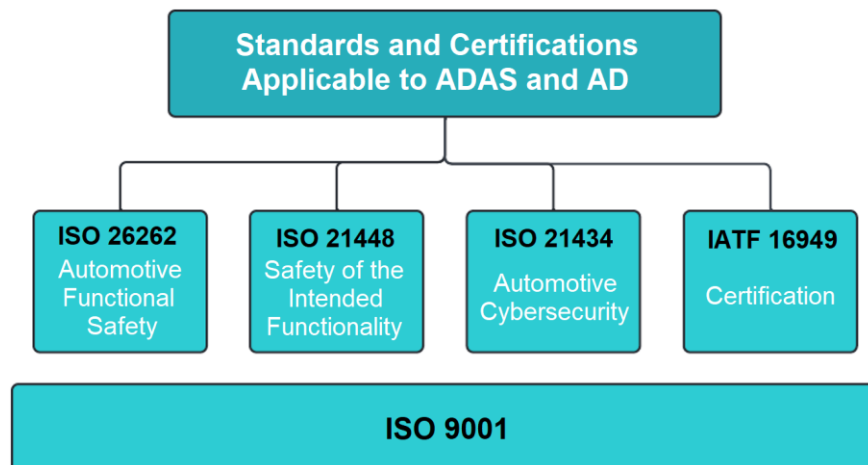 Standards and Certifications
Applicable to ADAS and AD
ISO 26262
Automotive
Functional
Safety
ISO 21448
Safety of the
Intended
Functionality
ISO 21434
Automotive
Cybersecurity
IATF 16949
Certification
ISO 9001